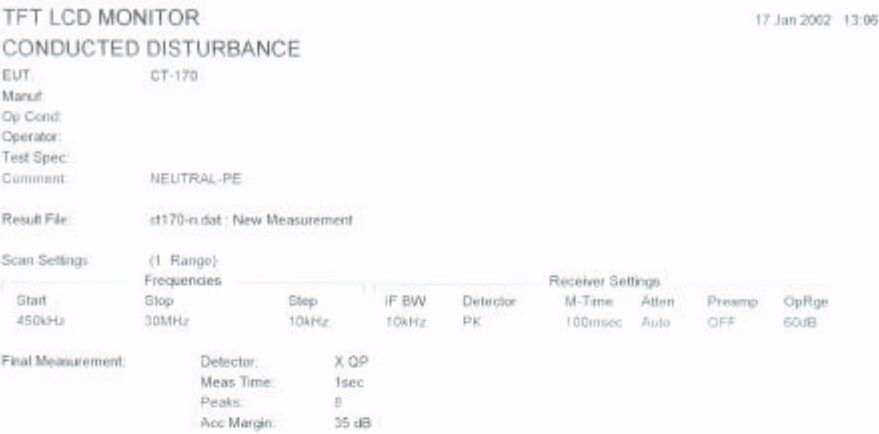 TFT LCD MONITOR 17 Jan 2002 13:06
CONDUCTED DISTURBANCE
EUT: CT-170
Manuf:
Op Cond:
Operator:
Test Spec:
Comment: NEUTRAL-PE
Result File: ct170-n.dat : New Measurement
Scan Settings (1 Range)
Frequencies Receiver Settings
Start Stop Step IF BW Detector M-Time Atten Preamp OpRge
450kHz 30MHz 10kHz 10kHz PK 100msec Auto OFF 60dB
Final Measurement: Detector: X QP
Meas Time: 1sec
Peaks: 8
Acc Margin: 35 dB